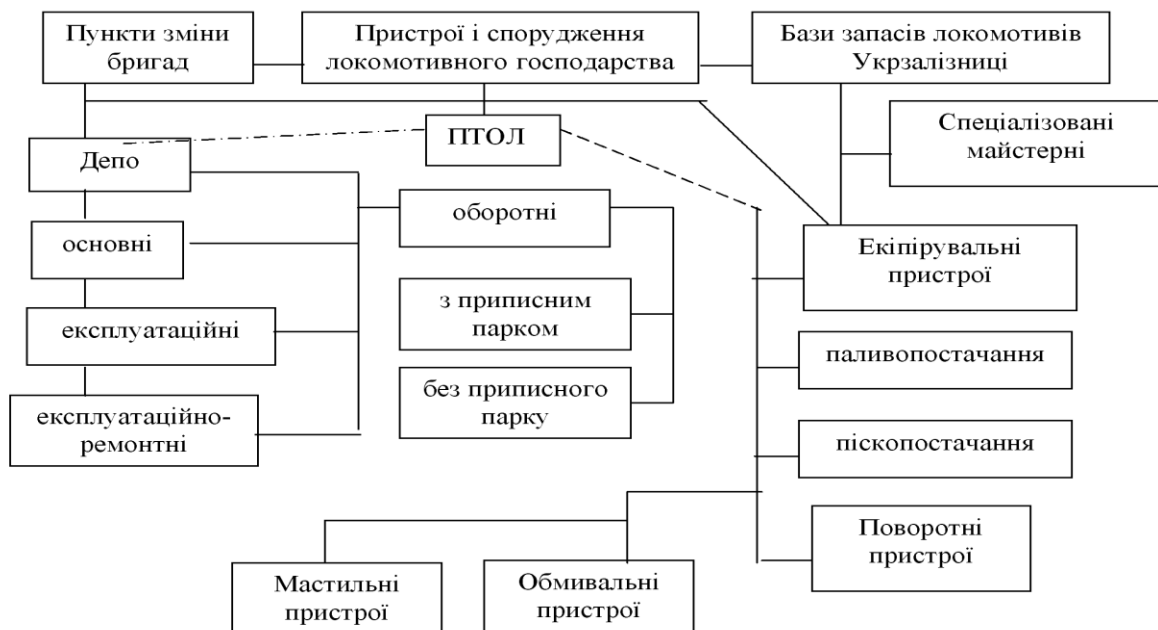 Пункти зміни
бригад
Пристрої і спорудження
локомотивного господарства
Бази запасів локомотивів
Укрзалізниці
Спеціалізовані
майстерні
ПТОЛ
Депо
оборотні
основні
Екіпірувальні
пристрої
з приписним
парком
експлуатаційні
паливопостачання
без приписного
парку
експлуатаційно-
ремонтні
піскопостачання
Поворотні
пристрої
Мастильні
пристрої
Обмивальні
пристрої